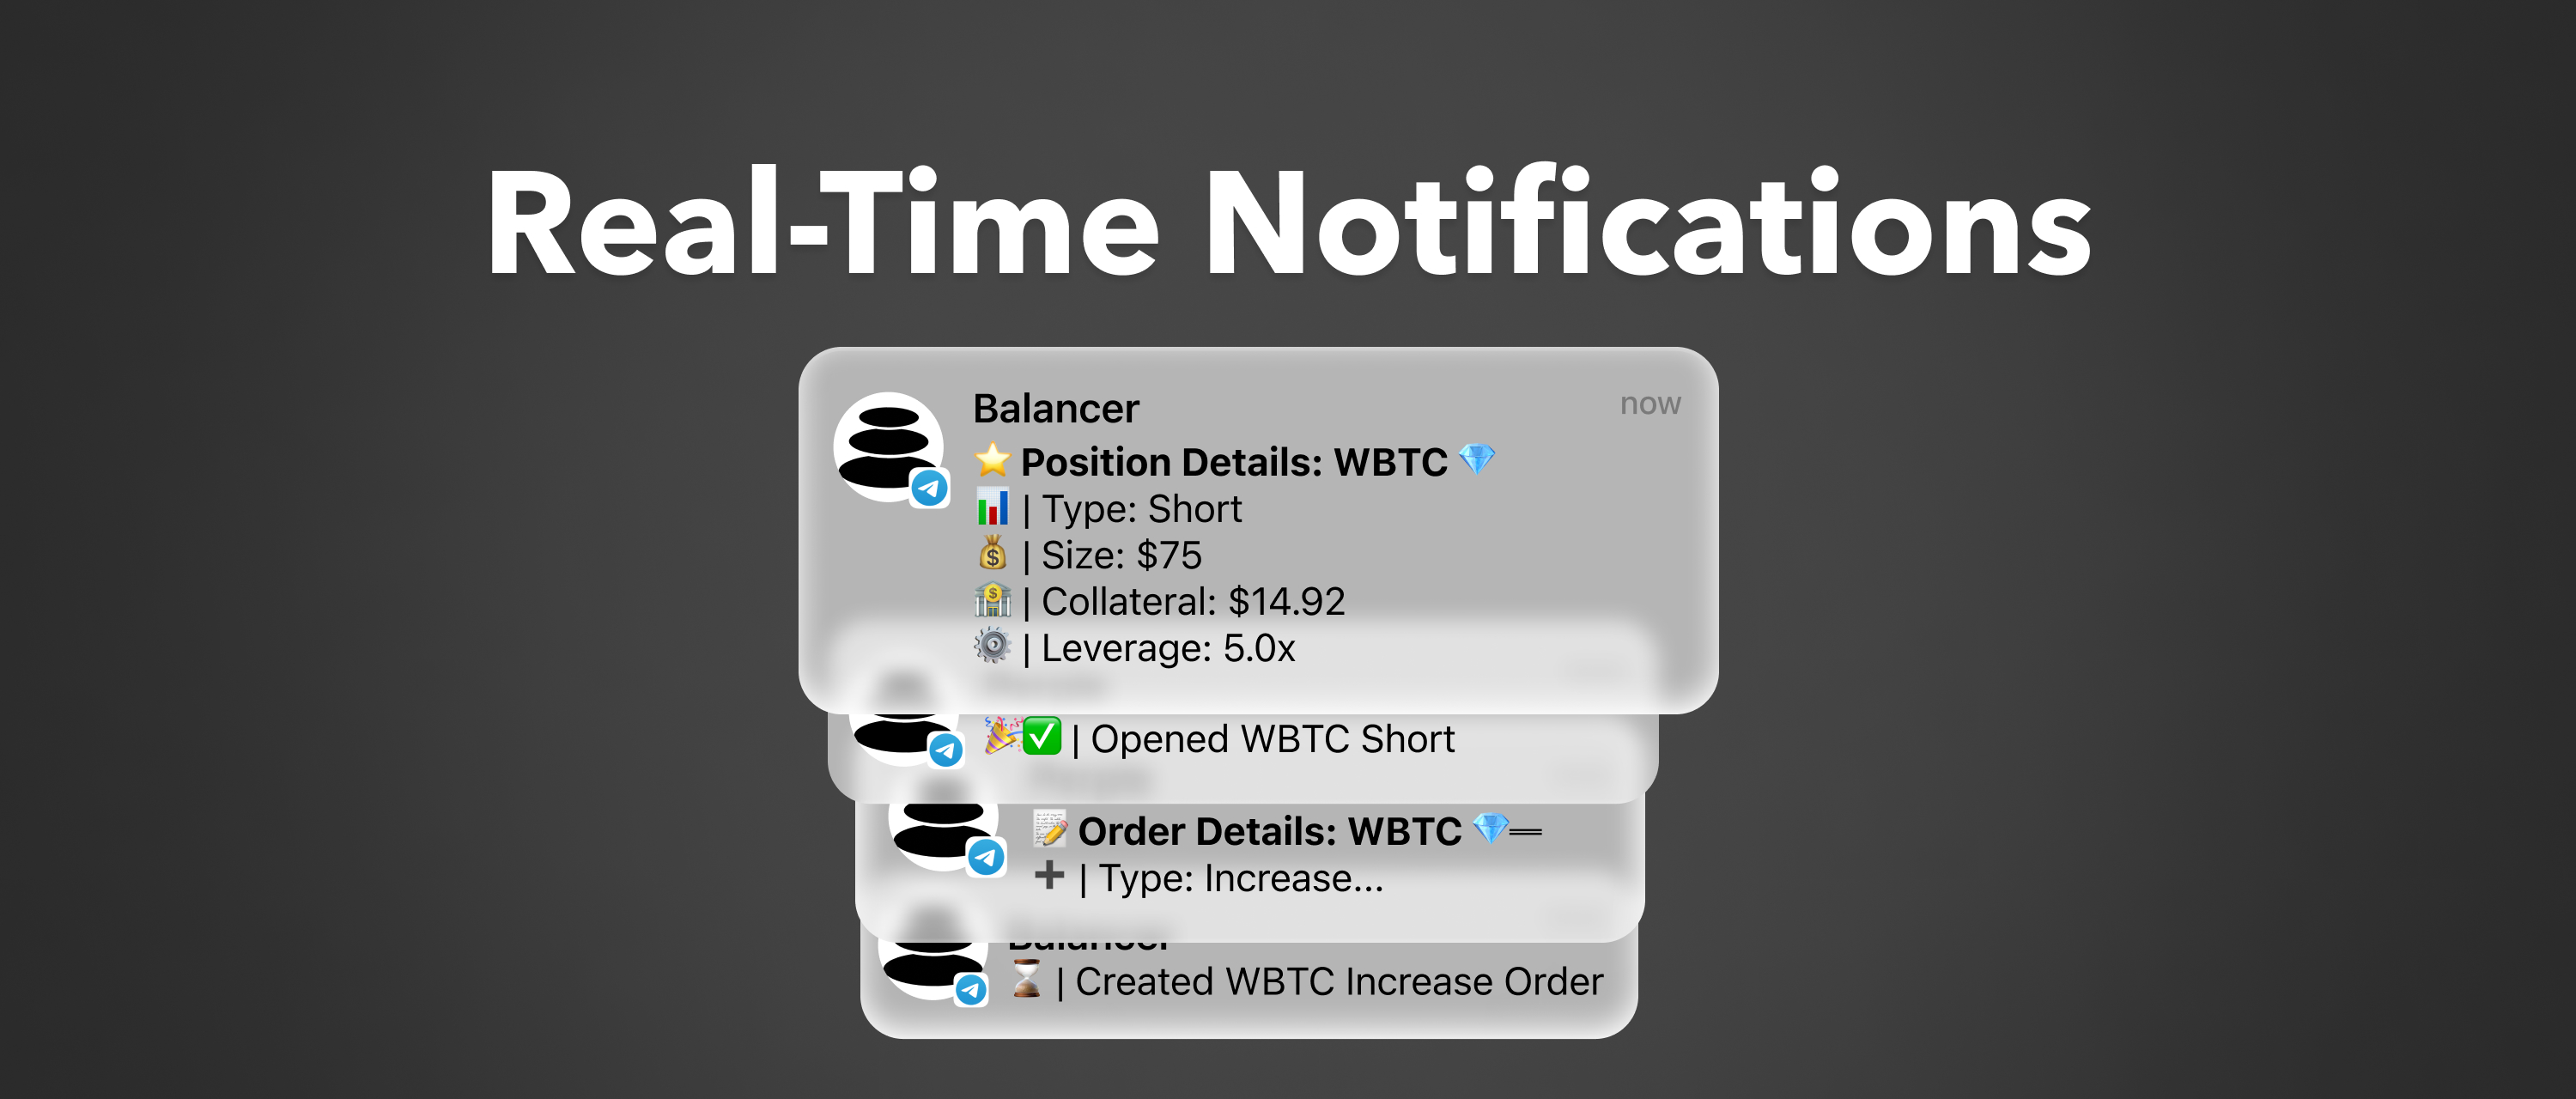 Real-Time Notifications
Balancer
now
⭐ Position Details: WBTC 💎
📊 | Type: Short
💰 | Size: $75
🏦 | Collateral: $14.92
⚙️ | Leverage: 5.0x
🎉✅ | Opened WBTC Short
📝 Order Details: WBTC 💎═
➕ | Type: Increase...
Balancer
⏳ | Created WBTC Increase Order